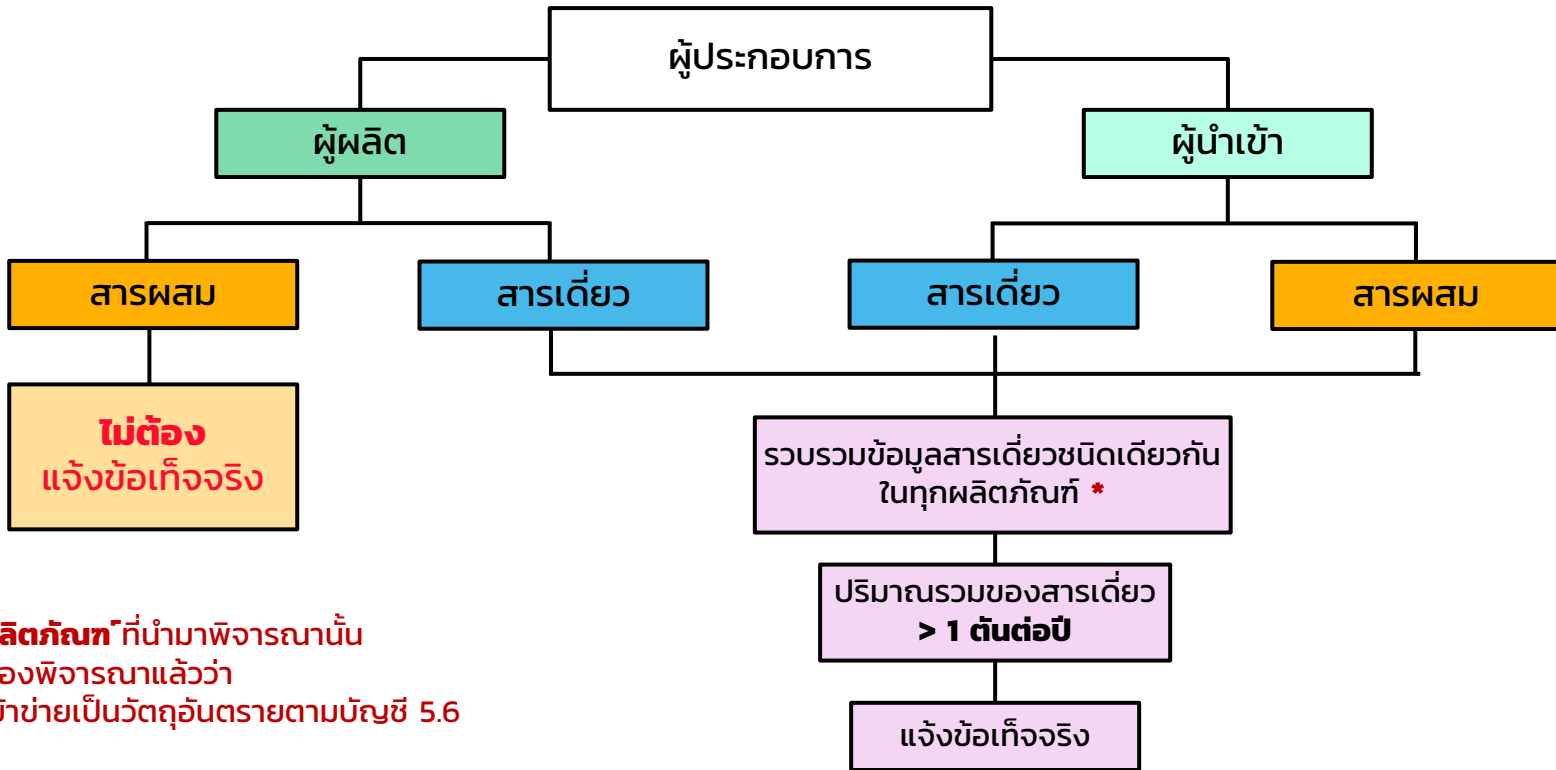 ผู้ประกอบการ
ผู้ผลิต
ผู้นำเข้า
สารผสม
สารเดี่ยว
สารเดี่ยว
สารผสม
ไม่ต้อง
แจ้งข้อเท็จจริง
รวบรวมข้อมูลสารเดี่ยวชนิดเดียวกัน
ในทุกผลิตภัณฑ์ *
ปริมาณรวมของสารเดี่ยว
> 1 ตันต่อปี
แจ้งข้อเท็จจริง
ลิตภัณฑ์ ที่นำมาพิจารณานั้น
องพิจารณาแล้วว่า
ข้าข่ายเป็นวัตถุอันตรายตามบัญชี 5.6